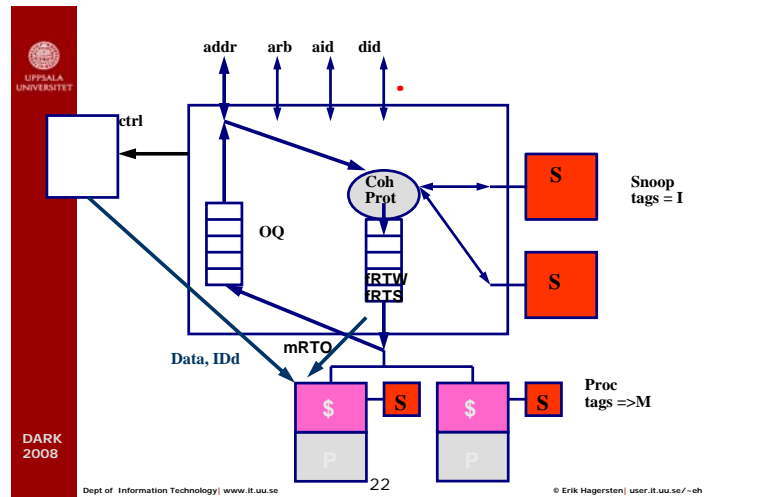 addr arb aid did
UPPSALA
UNIVERSITET
ctrl
Coh
Prot
S
Snoop
tags = I
OQ
S
fRTW
fRTS
mRTO
Data, IDd
$
S
$
S
Proc
tags =>M
P
P
DARK
2008
Dept of Information Technology| www.it.uu.se
22
© Erik Hagersten| user.it.uu.se/~eh